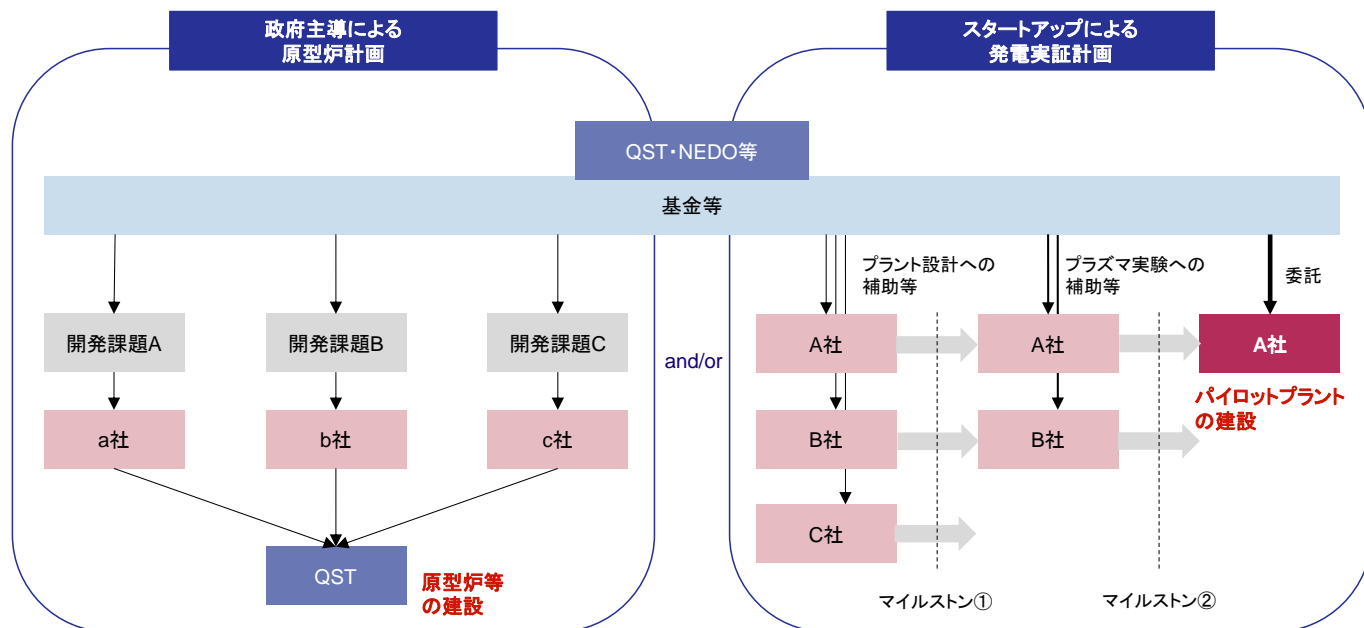 政府主導による
原型炉計画
スタートアップによる
発電実証計画
QST・NEDO等
基金等
プラント設計への
補助等
プラズマ実験への
補助等
委託
開発課題A
開発課題B
開発課題C
A社
A社
A社
and/or
パイロットプラント
の建設
a社
b社
c社
B社
B社
C社
QST
原型炉等
の建設
マイルストン①
マイルストン②